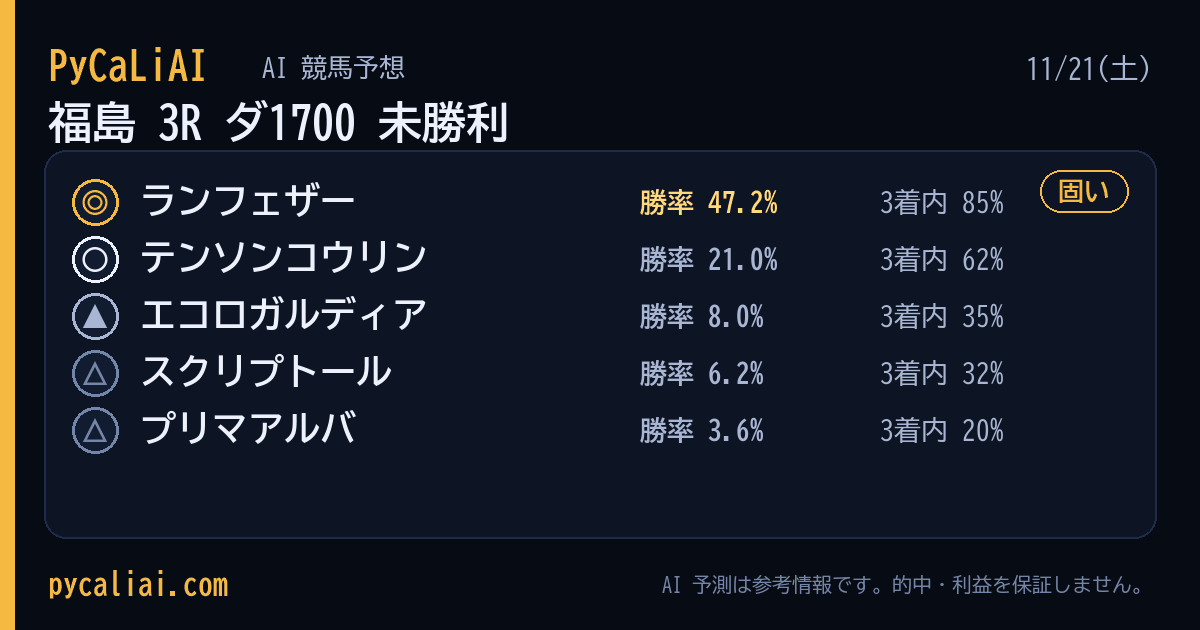 PyCaLiAI AI 競馬予想 11/21(土)
福島 3R ダ1700 未勝利
固い
◎ ランフェザー 勝率 47.2% 3着内 85%
○ テンソンコウリン 勝率 21.0% 3着内 62%
▲ エコロガルディア 勝率 8.0% 3着内 35%
△ スクリプトール 勝率 6.2% 3着内 32%
△ プリマアルバ 勝率 3.6% 3着内 20%
pycaliai.com AI 予測は参考情報です。的中・利益を保証しません。